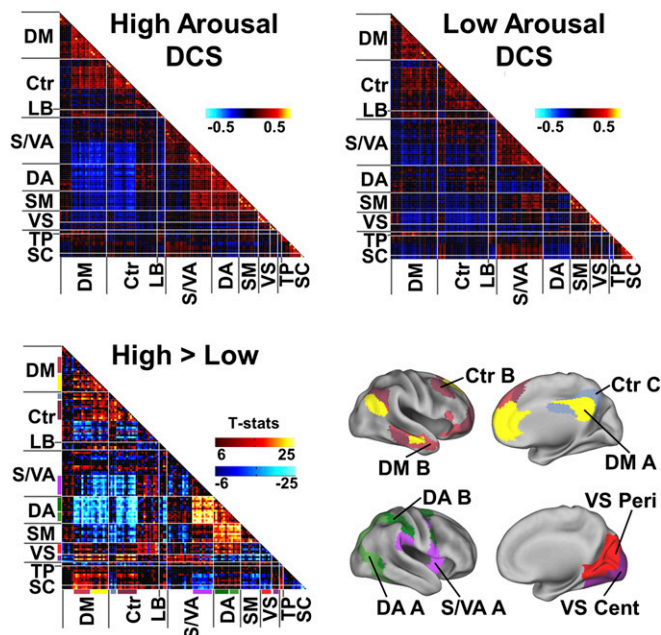 High Arousal
DCS
DM
Ctr
LB
S/VA
DA
SM
VS
TP
SC
-0.5 0.5
DM Ctr LB S/VA DA SM VS TP SC
Low Arousal
DCS
DM
Ctr
LB
S/VA
DA
SM
VS
TP
SC
-0.5 0.5
DM Ctr LB S/VA DA SM VS TP SC
High > Low
DM
Ctr
LB
S/VA
DA
SM
VS
TP
SC
T-stats
6 25
-6 -25
DM Ctr LB S/VA DA SM VS TP SC
Ctr B
Ctr C
DM B
DM A
DA B
VS Peri
DA A
S/VA A
VS Cent